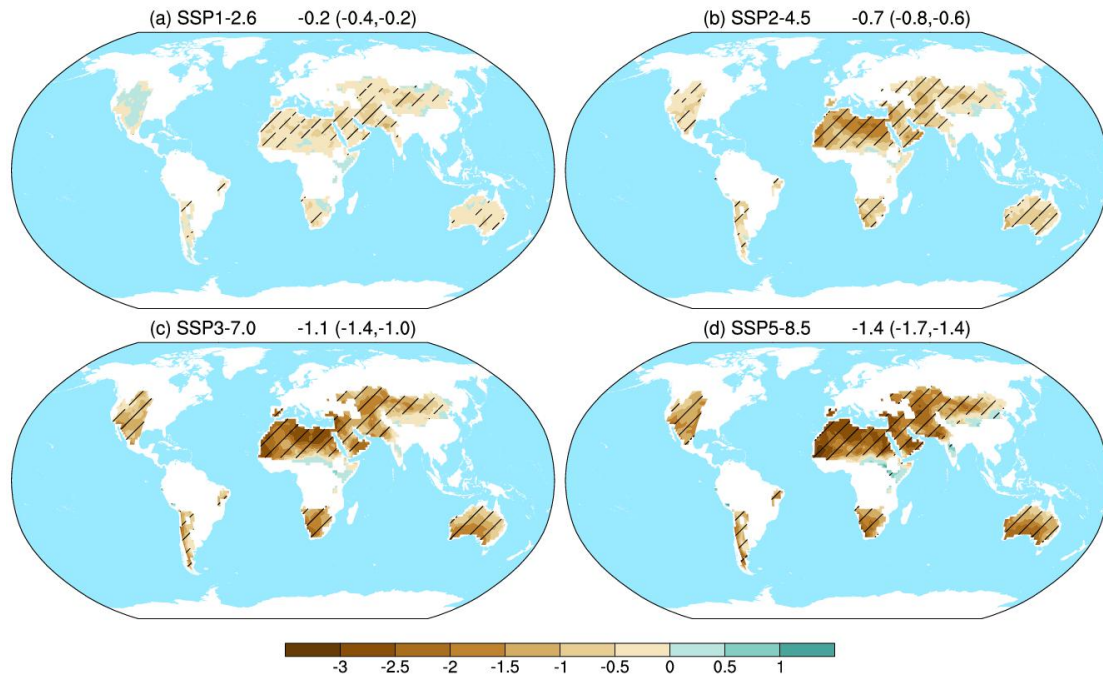 (a) SSP1-2.6 -0.2 (-0.4,-0.2)
(b) SSP2-4.5 -0.7 (-0.8,-0.6)
(c) SSP3-7.0 -1.1 (-1.4,-1.0)
(d) SSP5-8.5 -1.4 (-1.7,-1.4)
-3 -2.5 -2 -1.5 -1 -0.5 0 0.5 1